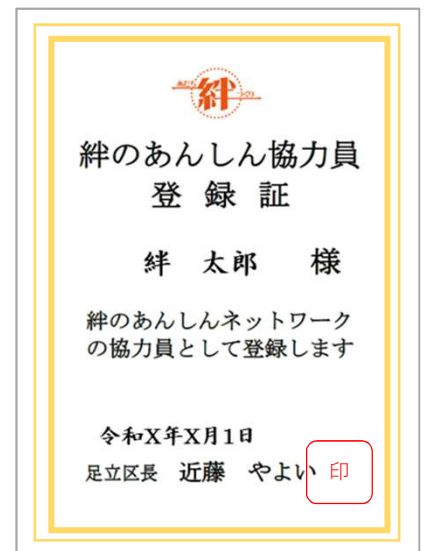 絆
絆のあんしん協力員
登録証
絆 太郎 様
絆のあんしんネットワーク
の協力員として登録します
令和X年X月1日
足立区長 近藤 やよい 印